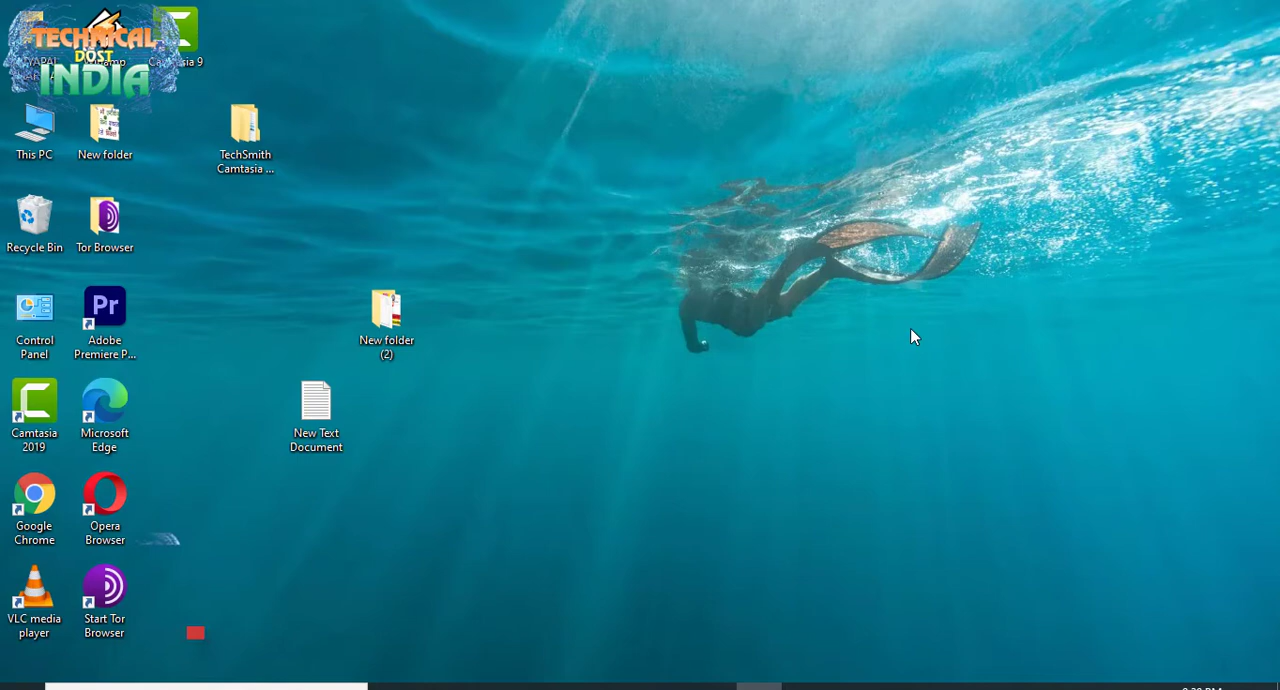 TECHNICAL
DOST
INDIA
This PC
New folder
TechSmith
Camtasia ...
Recycle Bin
Tor Browser
Control
Panel
Pr
Adobe
Premiere P...
New folder
(2)
Camtasia
2019
Microsoft
Edge
New Text
Document
Google
Chrome
Opera
Browser
VLC media
player
Start Tor
Browser